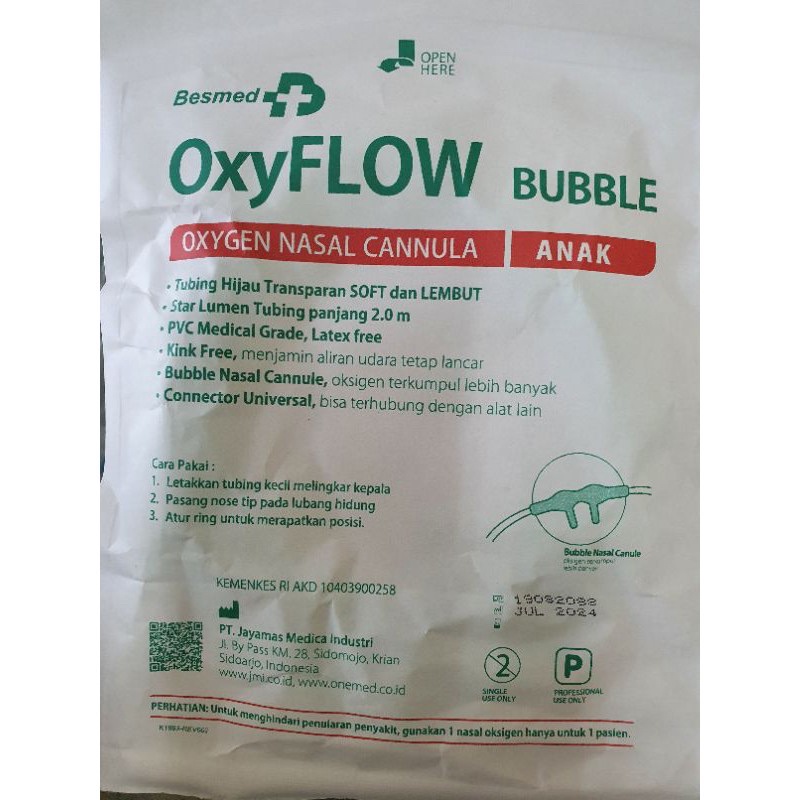 OPEN
HERE
Besmed
OxyFLOW BUBBLE
OXYGEN NASAL CANNULA ANAK
• Tubing Hijau Transparan SOFT dan LEMBUT
• Star Lumen Tubing panjang 2.0 m
• PVC Medical Grade, Latex free
• Kink Free, menjamin aliran udara tetap lancar
• Bubble Nasal Cannule, oksigen terkumpul lebih banyak
• Connector Universal, bisa terhubung dengan alat lain
Cara Pakai :
1. Letakkan tubing kecil melingkar kepala
2. Pasang nose tip pada lubang hidung
3. Atur ring untuk merapatkan posisi.
Bubble Nasal Canule
oksigen terkumpul
lebih banyak
KEMENKES RI AKD 10403900258
JUL 2024
PT. Jayamas Medica Industri
Jl. By Pass KM. 28, Sidomojo, Krian
Sidoarjo, Indonesia
www.jmi.co.id, www.onemed.co.id
2
SINGLE
USE ONLY
P
PROFESSIONAL
USE ONLY
PERHATIAN: Untuk menghindari penularan penyakit, gunakan 1 nasal oksigen hanya untuk 1 pasien.